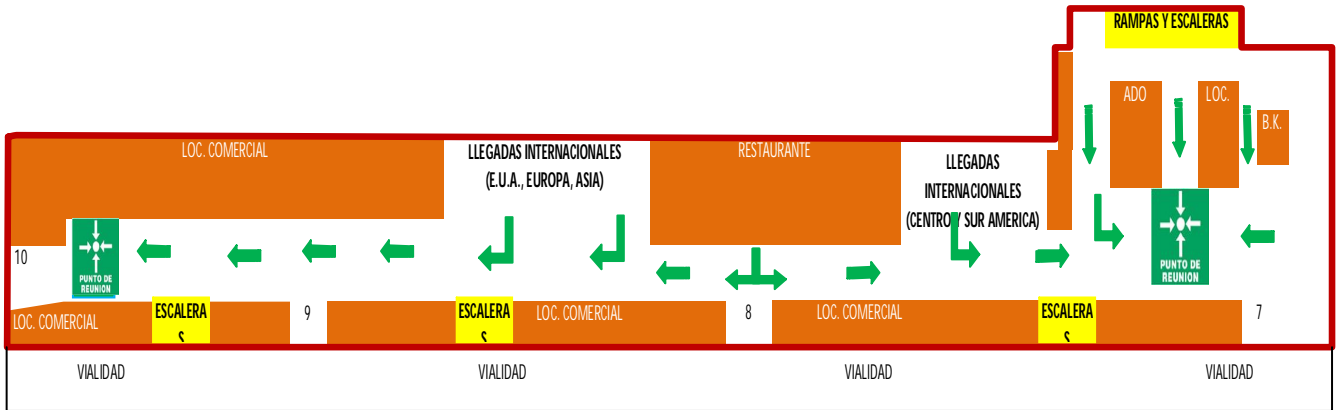 RAMPAS Y ESCALERAS
ADO
LOC.
B.K.
LOC. COMERCIAL
LLEGADAS INTERNACIONALES
(E.U.A., EUROPA, ASIA)
RESTAURANTE
LLEGADAS
INTERNACIONALES
(CENTRO Y SUR AMERICA)
10
PUNTO DE
REUNION
PUNTO DE
REUNION
LOC. COMERCIAL
ESCALERA
S
9
ESCALERA
S
LOC. COMERCIAL
8
LOC. COMERCIAL
ESCALERA
S
7
VIALIDAD
VIALIDAD
VIALIDAD
VIALIDAD